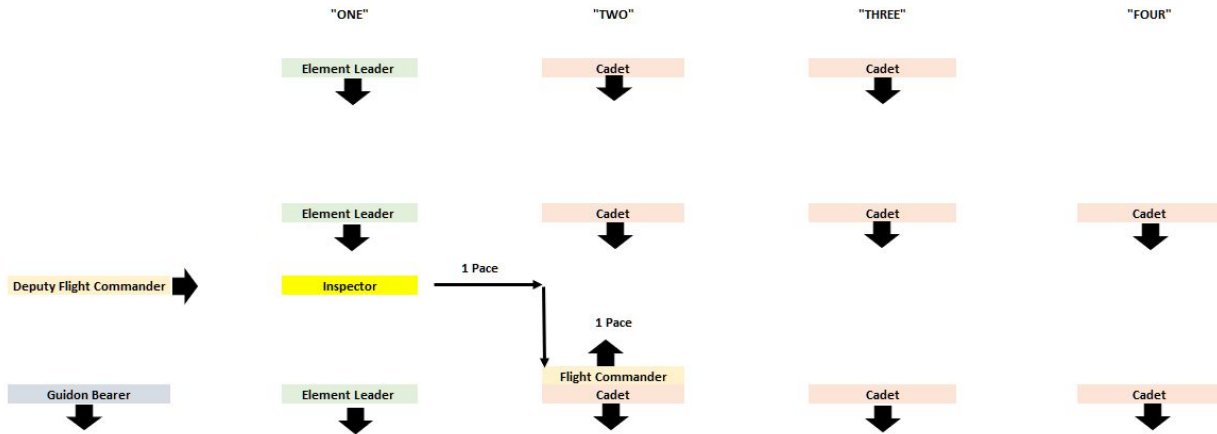 "ONE"
"TWO"
"THREE"
"FOUR"
Element Leader
Cadet
Cadet
Element Leader
Cadet
Cadet
Cadet
1 Pace
Deputy Flight Commander
Inspector
1 Pace
Flight Commander
Guidon Bearer
Element Leader
Cadet
Cadet
Cadet